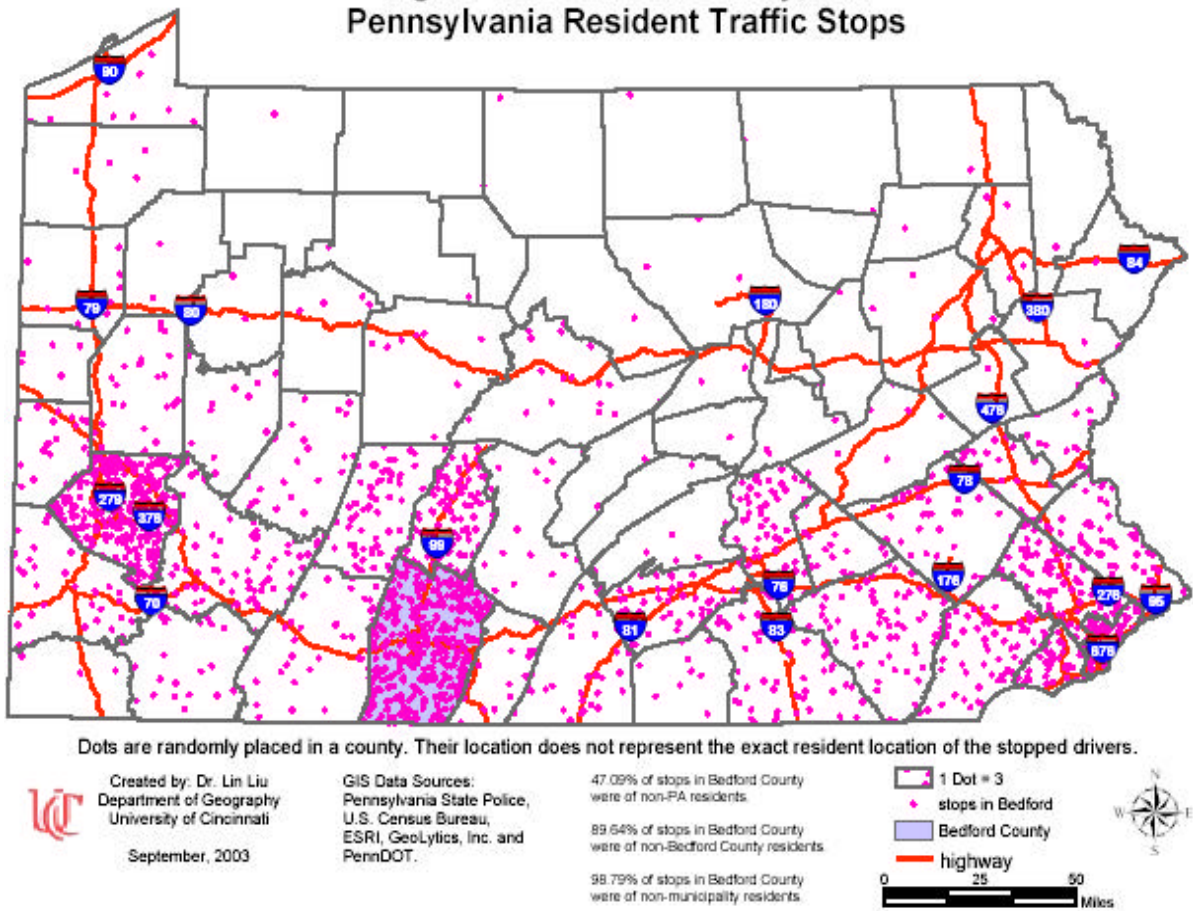 Pennsylvania Resident Traffic Stops
90
84
79
80
180
380
476
78
279
376
99
70
76
176
276
95
81
83
676
Dots are randomly placed in a county. Their location does not represent the exact resident location of the stopped drivers.
UC
Created by: Dr. Lin Liu
Department of Geography
University of Cincinnati
September, 2003
GIS Data Sources:
Pennsylvania State Police,
U.S. Census Bureau,
ESRI, GeoLytics, Inc. and
PennDOT.
47.09% of stops in Bedford County
were of non-PA residents.
89.64% of stops in Bedford County
were of non-Bedford County residents.
98.79% of stops in Bedford County
were of non-municipality residents.
1 Dot = 3
stops in Bedford
Bedford County
highway
N
W E
S
0 25 50
Miles